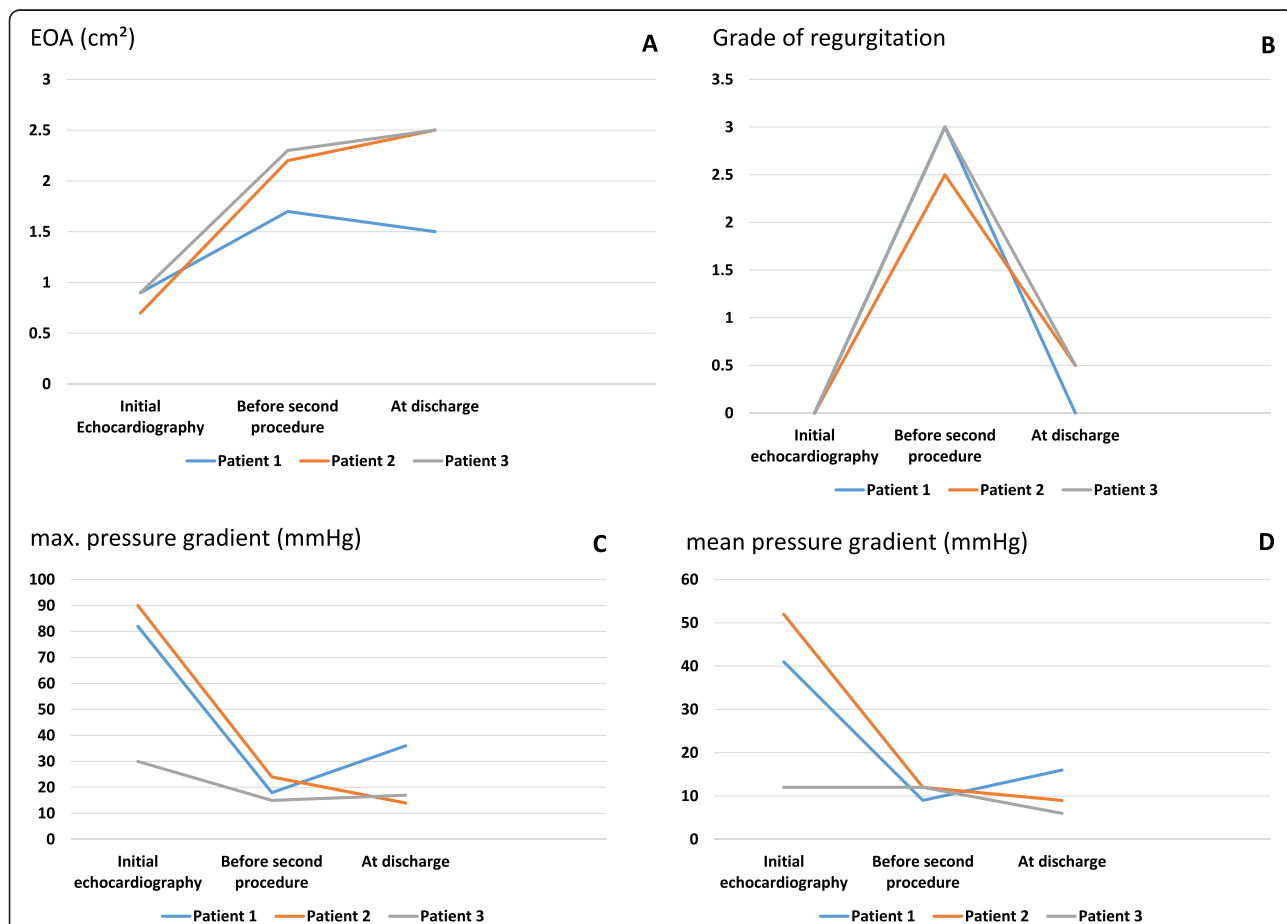 EOA (cm²)
A
3
2.5
2
1.5
1
0.5
0
Initial
Echocardiography
Before second
procedure
At discharge
Patient 1
Patient 2
Patient 3
Grade of regurgitation
B
3.5
3
2.5
2
1.5
1
0.5
0
Initial
echocardiography
Before second
procedure
At discharge
Patient 1
Patient 2
Patient 3
max. pressure gradient (mmHg)
C
100
90
80
70
60
50
40
30
20
10
0
Initial
echocardiography
Before second
procedure
At discharge
Patient 1
Patient 2
Patient 3
mean pressure gradient (mmHg)
D
60
50
40
30
20
10
0
Initial
echocardiography
Before second
procedure
At discharge
Patient 1
Patient 2
Patient 3